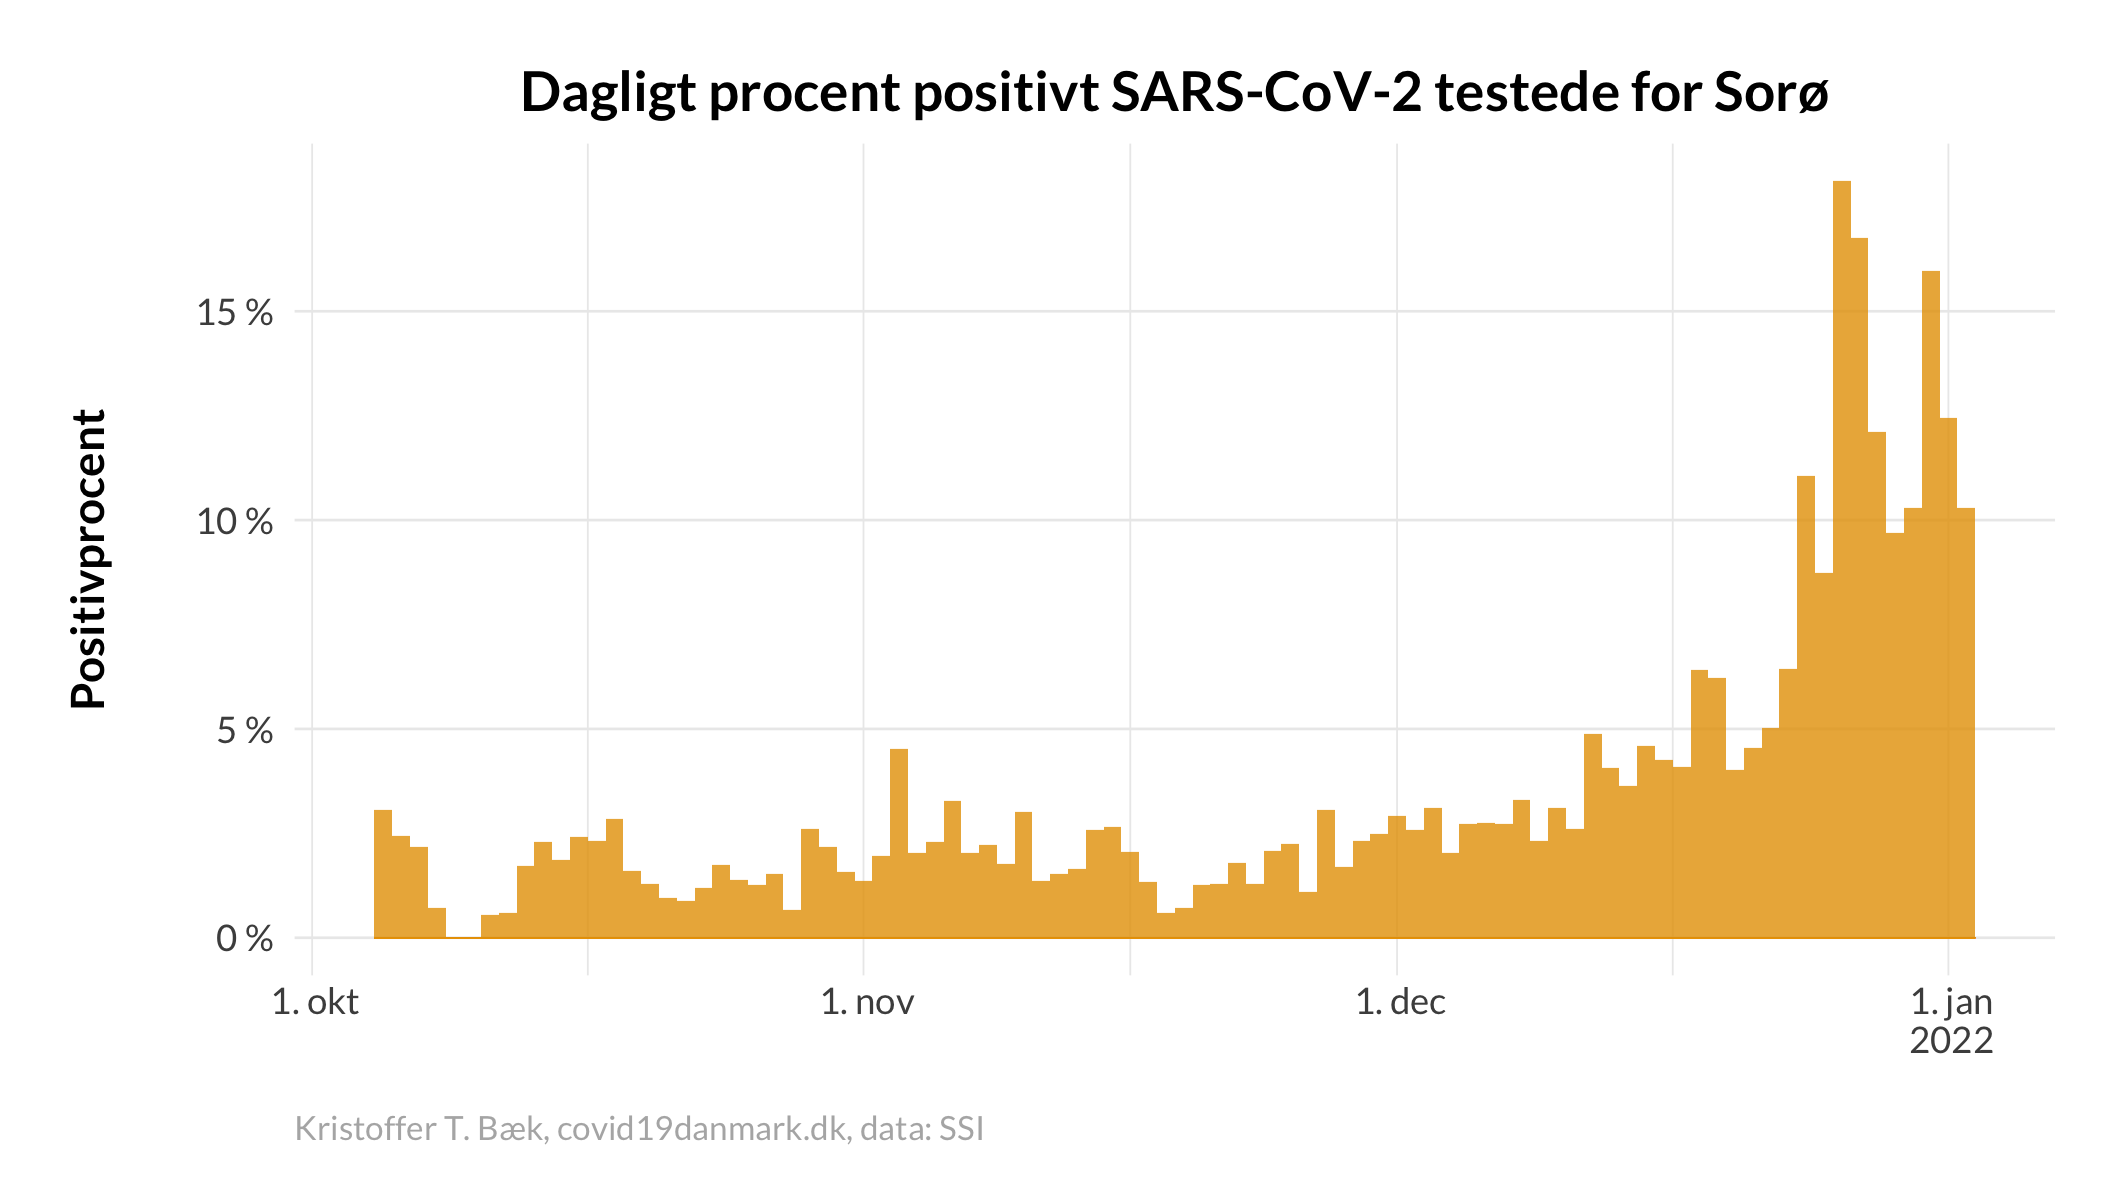 Dagligt procent positivt SARS-CoV-2 testede for Sorø
Positivprocent
15 %
10 %
5 %
0 %
1. okt
1. nov
1. dec
1. jan
2022
Kristoffer T. Bæk, covid19danmark.dk, data: SSI